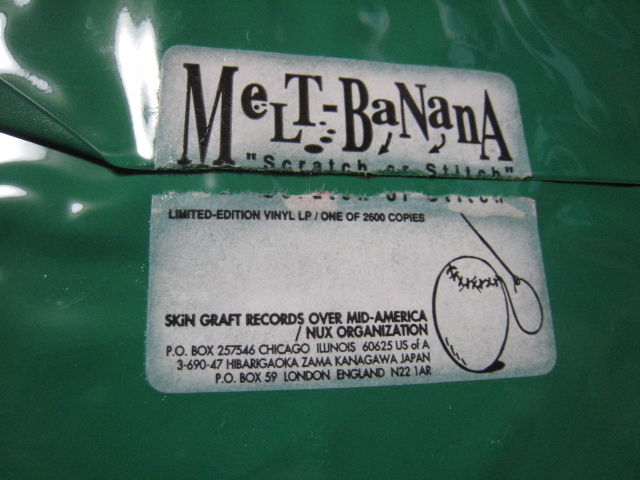 MeLT-BaNanA
"Scratch or Stitch"
LIMITED-EDITION VINYL LP / ONE OF 2600 COPIES
SKiN GRAFT RECORDS OVER MID-AMERICA
/ NUX ORGANIZATION
P.O. BOX 257546 CHICAGO ILLINOIS 60625 US of A
3-690-47 HIBARIGAOKA ZAMA KANAGAWA JAPAN
P.O. BOX 59 LONDON ENGLAND N22 1AR